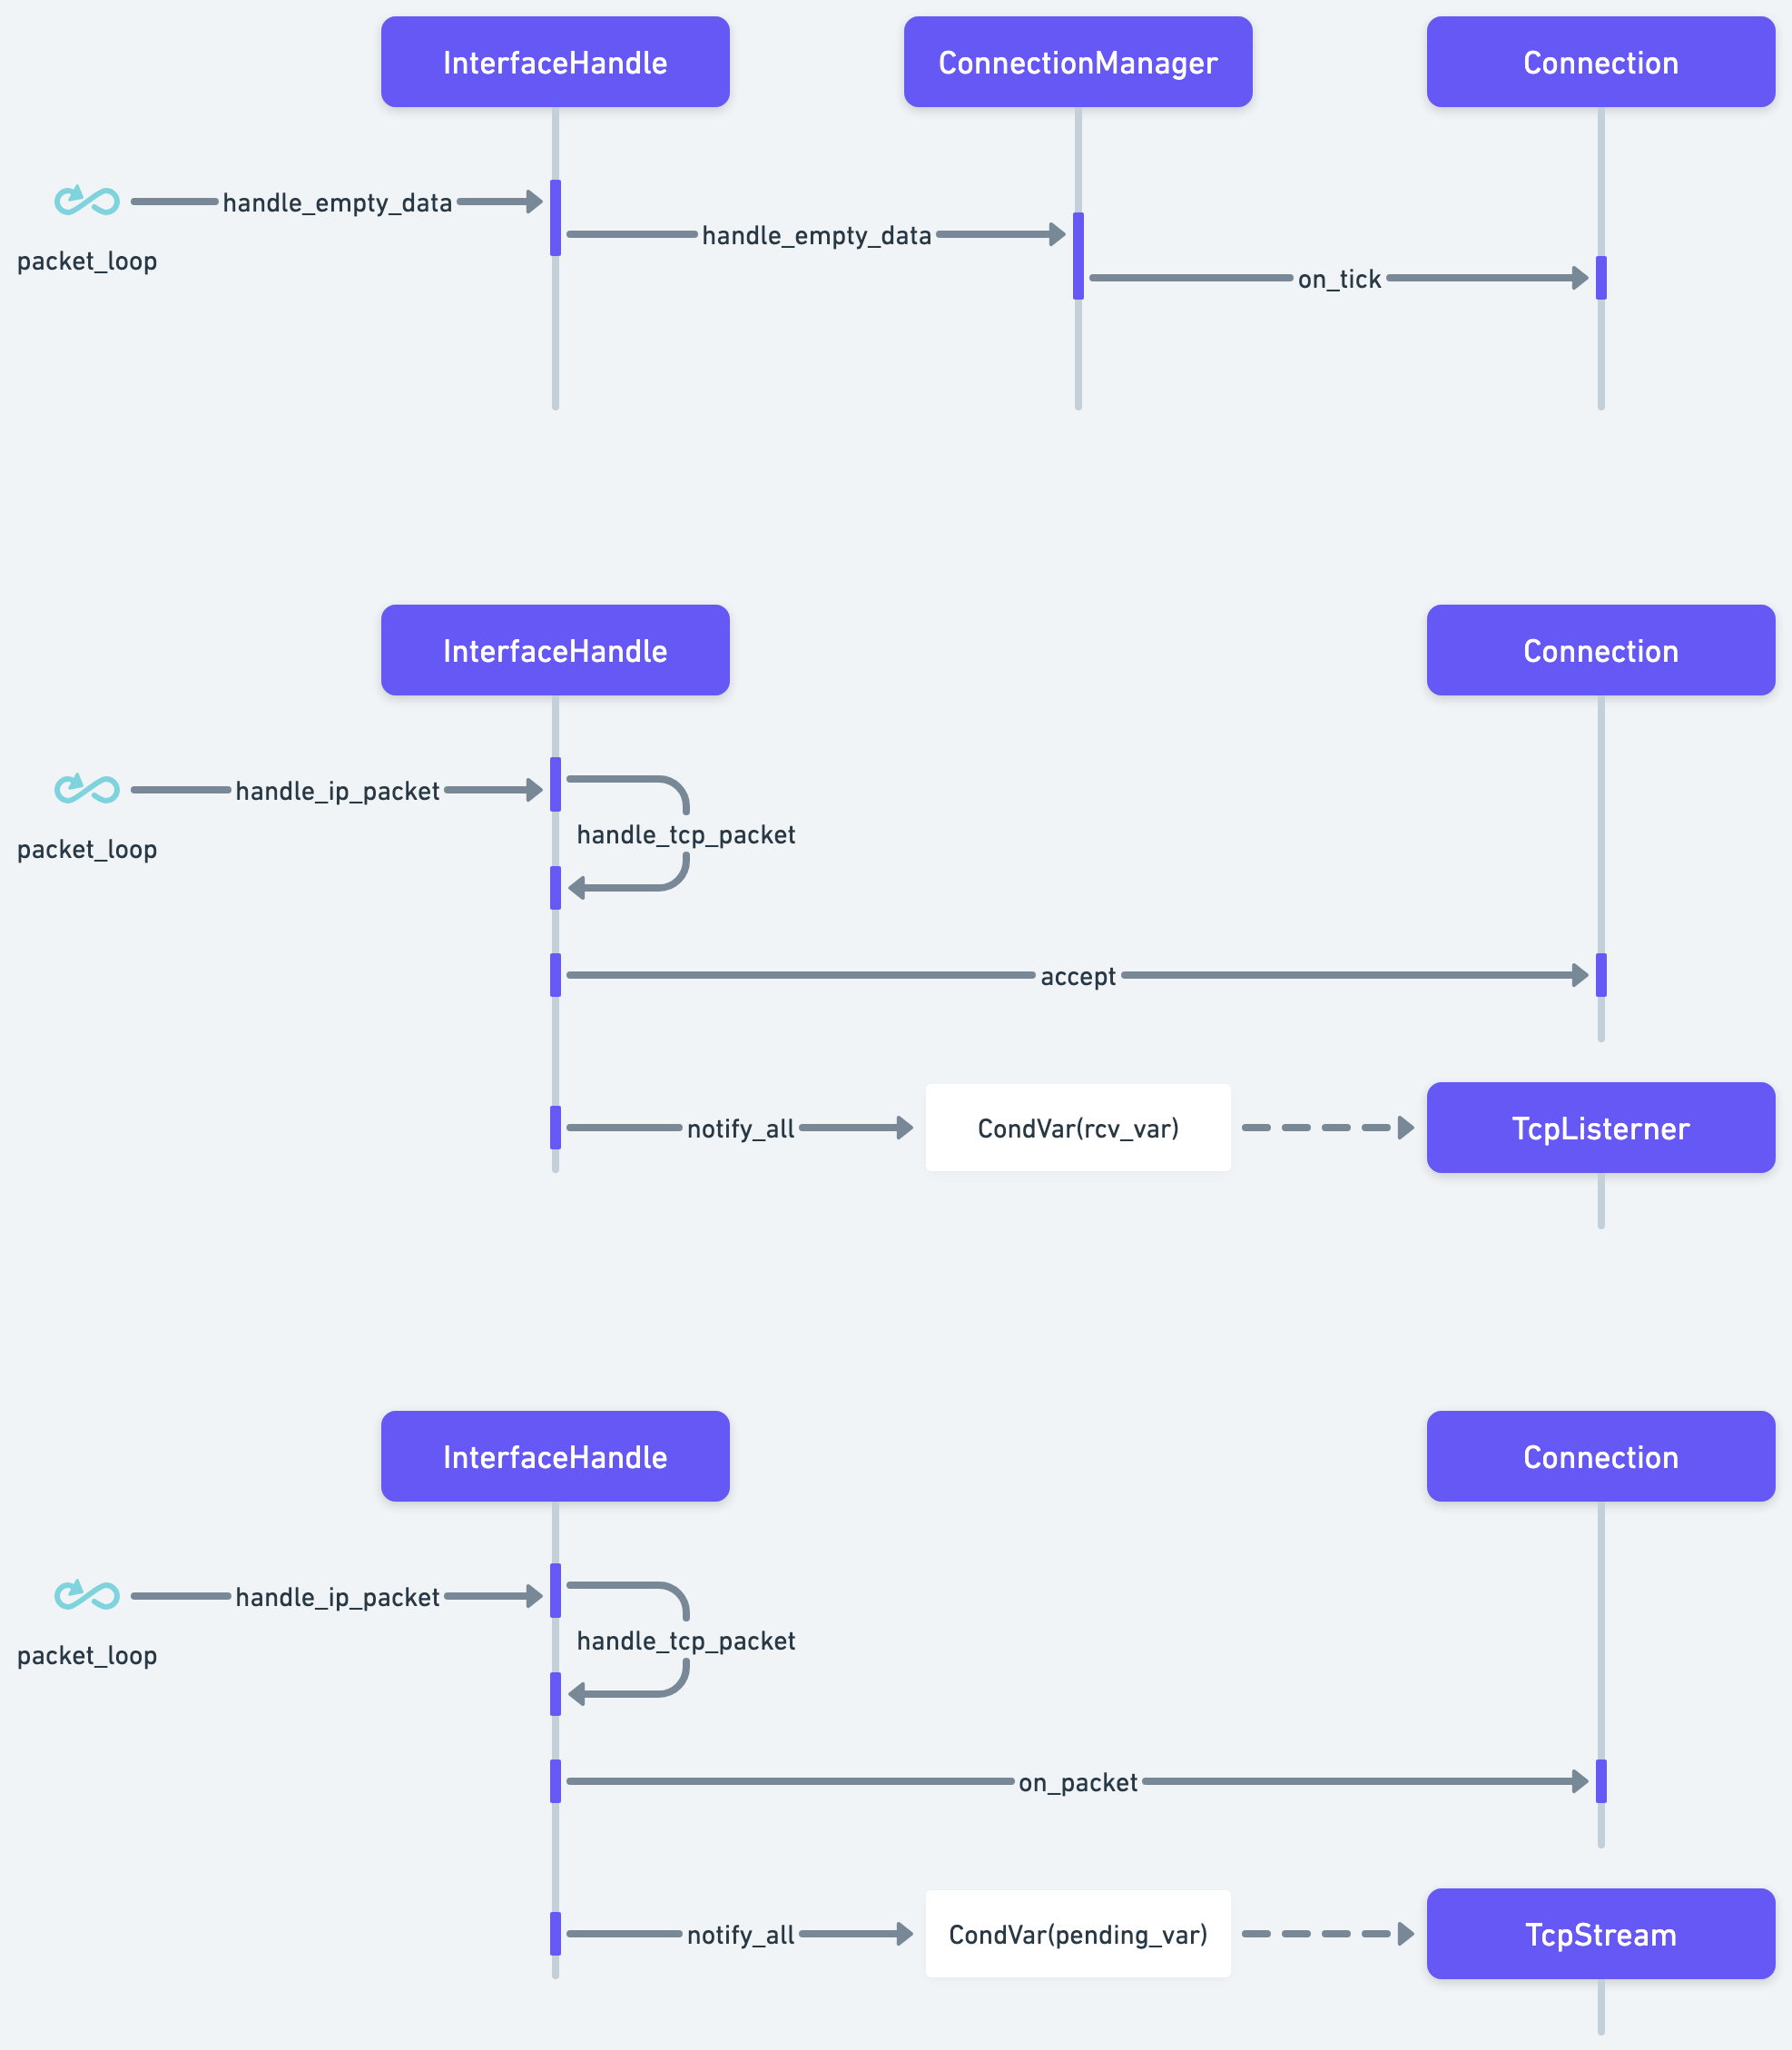 InterfaceHandle
ConnectionManager
Connection
handle_empty_data
handle_empty_data
packet_loop
on_tick
InterfaceHandle
Connection
handle_ip_packet
handle_tcp_packet
packet_loop
accept
notify_all
CondVar(rcv_var)
TcpListerner
InterfaceHandle
Connection
handle_ip_packet
handle_tcp_packet
packet_loop
on_packet
notify_all
CondVar(pending_var)
TcpStream